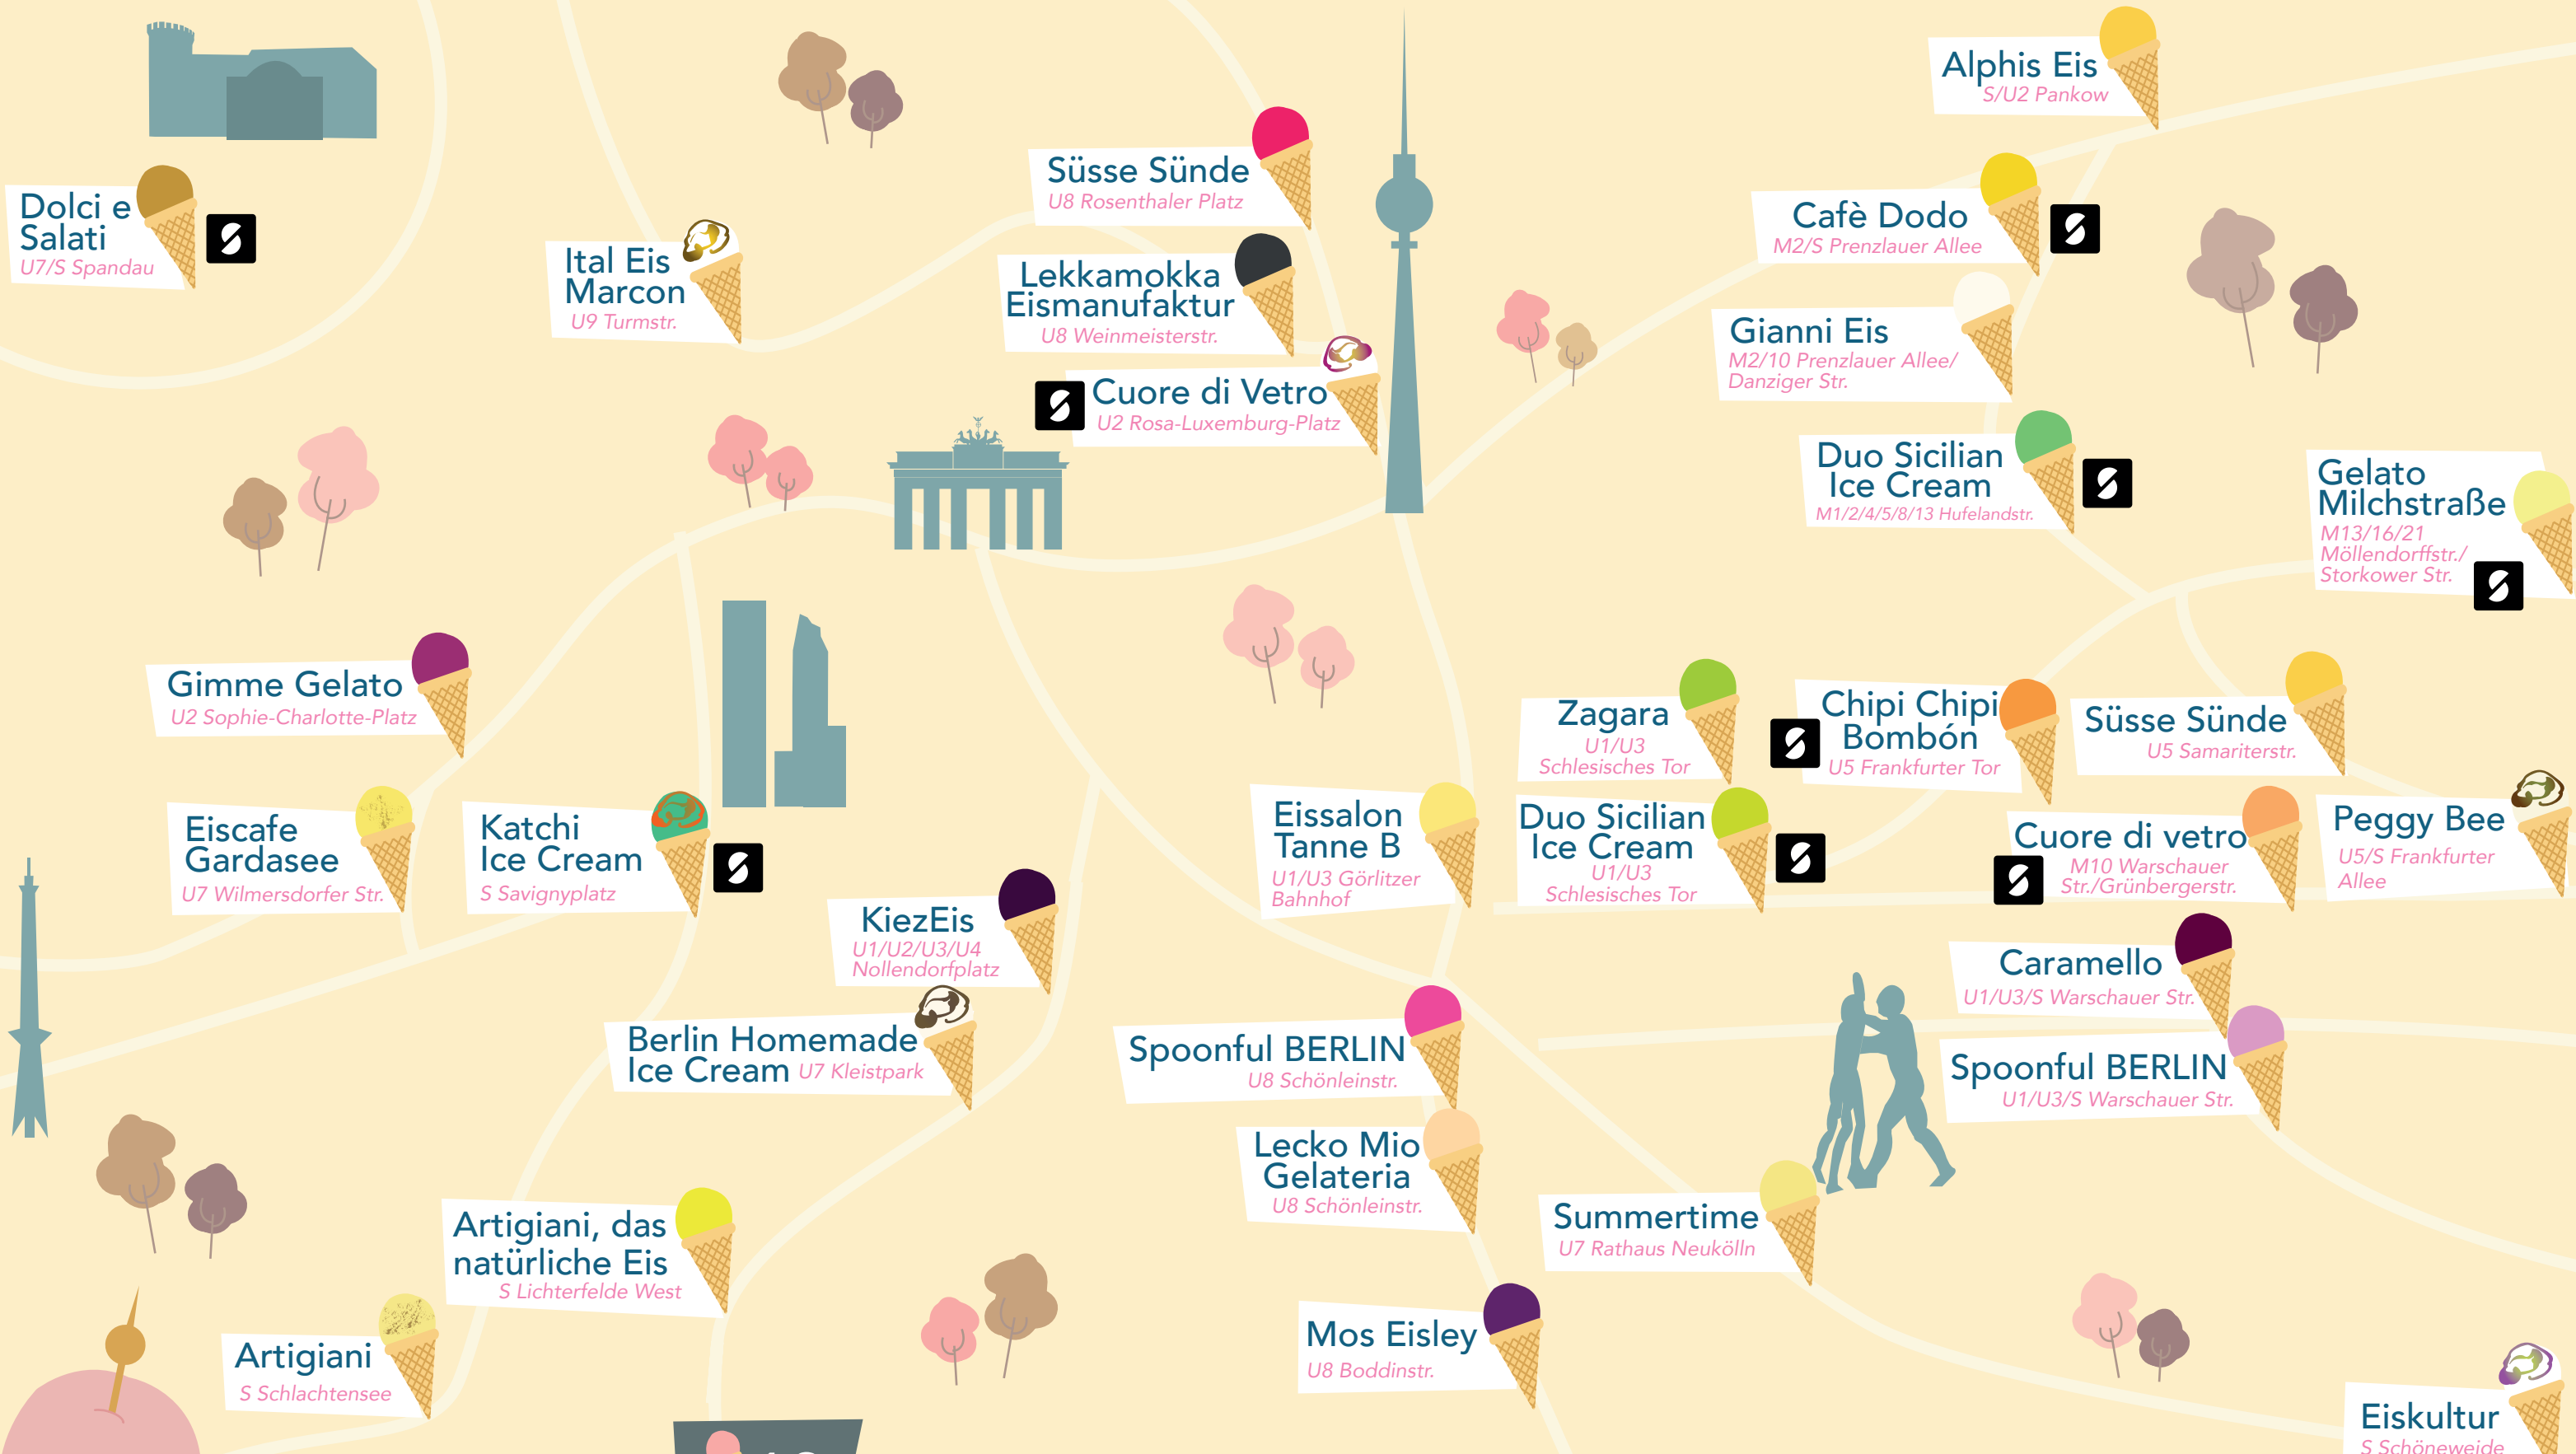 Alphis Eis
S/U2 Pankow
Süsse Sünde
U8 Rosenthaler Platz
Dolci e
Salati
U7/S Spandau
Cafè Dodo
M2/S Prenzlauer Allee
Ital Eis
Marcon
U9 Turmstr.
Lekkamokka
Eismanufaktur
U8 Weinmeisterstr.
Gianni Eis
M2/10 Prenzlauer Allee/
Danziger Str.
Cuore di Vetro
U2 Rosa-Luxemburg-Platz
Duo Sicilian
Ice Cream
M1/2/4/5/8/13 Hufelandstr.
Gelato
Milchstraße
M13/16/21
Möllendorffstr./
Storkower Str.
Gimme Gelato
U2 Sophie-Charlotte-Platz
Zagara
U1/U3
Schlesisches Tor
Chipi Chipi
Bombón
U5 Frankfurter Tor
Süsse Sünde
U5 Samariterstr.
Eiscafe
Gardasee
U7 Wilmersdorfer Str.
Katchi
Ice Cream
S Savignyplatz
Eissalon
Tanne B
U1/U3 Görlitzer
Bahnhof
Duo Sicilian
Ice Cream
U1/U3
Schlesisches Tor
Cuore di vetro
M10 Warschauer
Str./Grünbergerstr.
Peggy Bee
U5/S Frankfurter
Allee
KiezEis
U1/U2/U3/U4
Nollendorfplatz
Caramello
U1/U3/S Warschauer Str.
Berlin Homemade
Ice Cream U7 Kleistpark
Spoonful BERLIN
U8 Schönleinstr.
Spoonful BERLIN
U1/U3/S Warschauer Str.
Lecko Mio
Gelateria
U8 Schönleinstr.
Artigiani, das
natürliche Eis
S Lichterfelde West
Summertime
U7 Rathaus Neukölln
Artigiani
S Schlachtensee
Mos Eisley
U8 Boddinstr.
Eiskultur
S Schöneweide